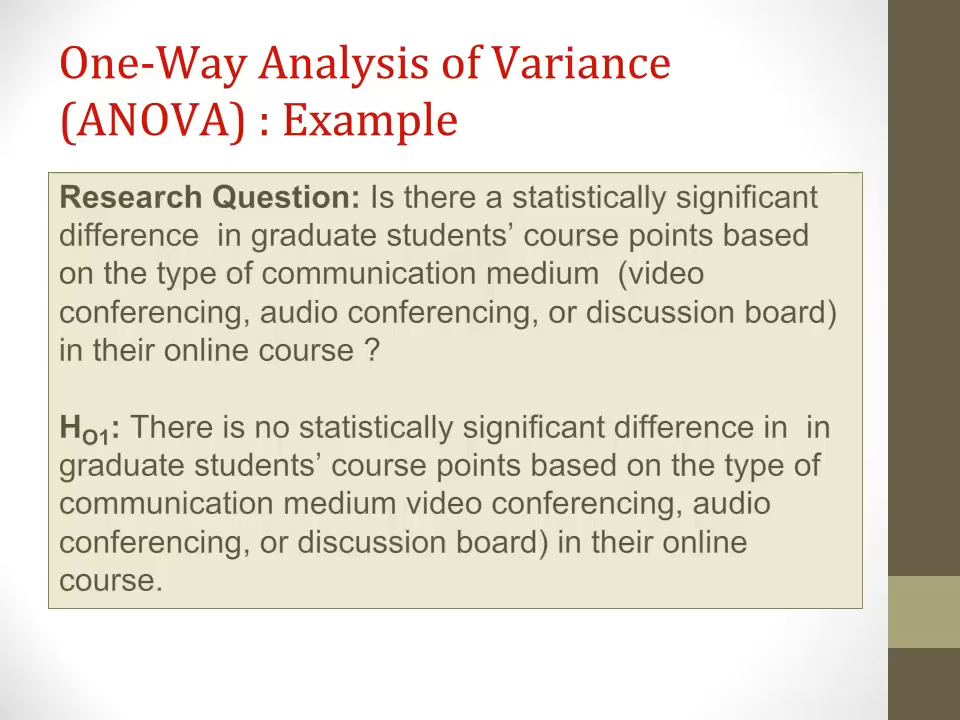 One-Way Analysis of Variance
(ANOVA) : Example
Research Question: Is there a statistically significant
difference  in graduate students’ course points based
on the type of communication medium  (video
conferencing, audio conferencing, or discussion board)
in their online course ?
HO1: There is no statistically significant difference in  in
graduate students’ course points based on the type of
communication medium video conferencing, audio
conferencing, or discussion board) in their online
course.